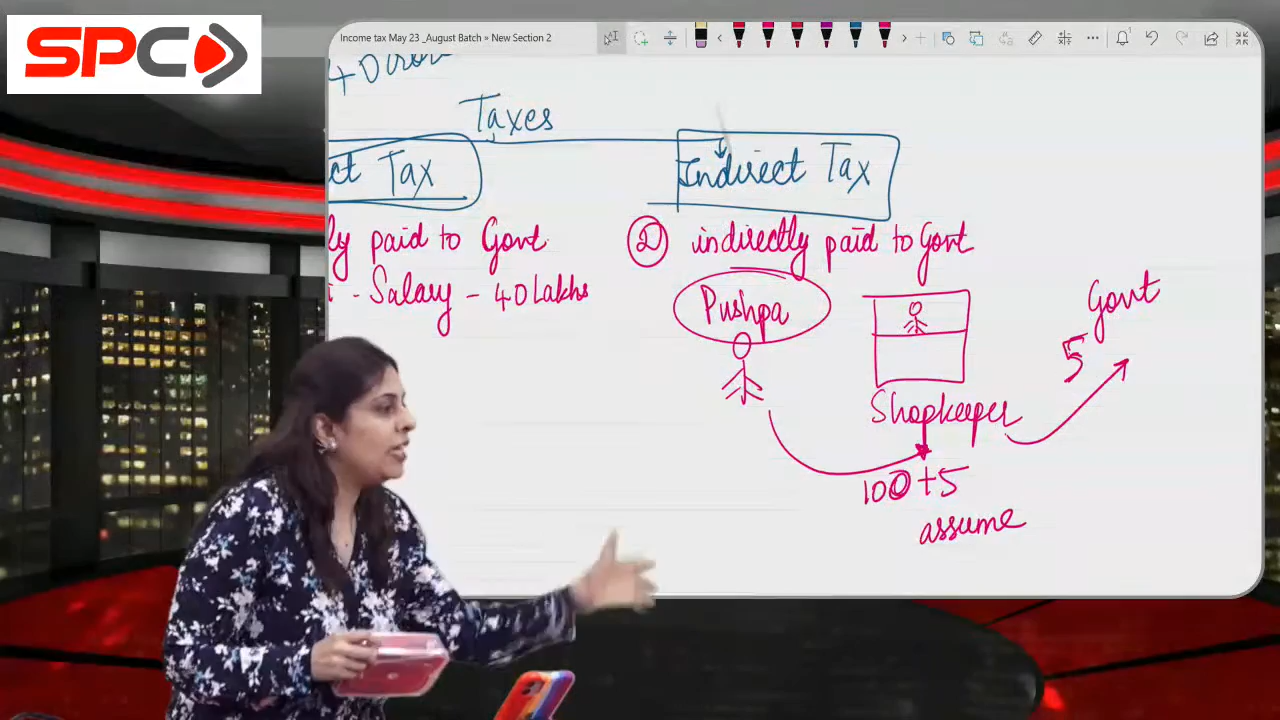 SPC
Income tax May 23 _August Batch » New Section 2
Taxes
ct Tax
Indirect Tax
ly paid to Govt
② indirectly paid to Govt
- Salary - 40 Lakhs
Pushpa
Govt
5
Shopkeeper
100 + 5
assume